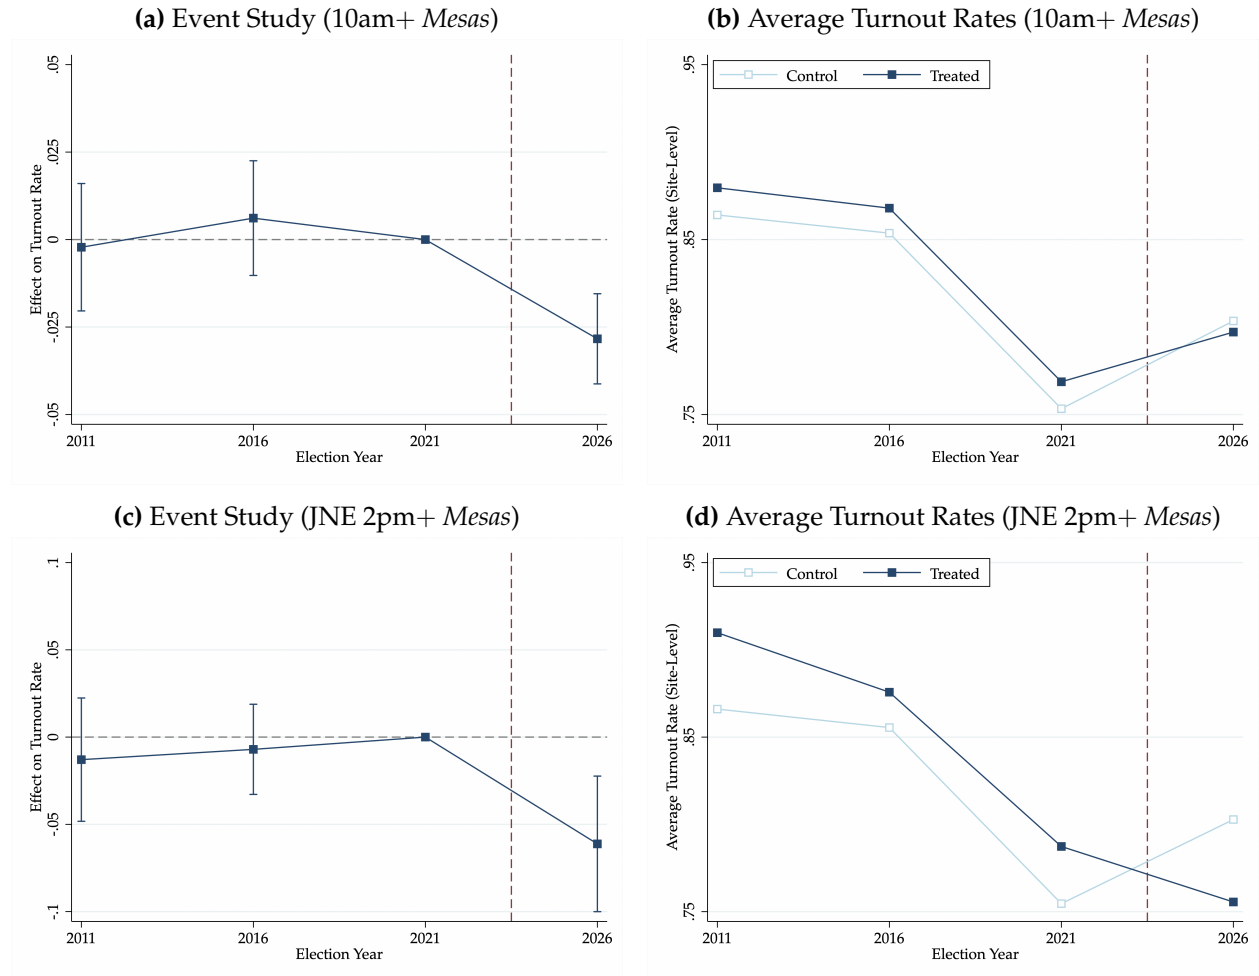 (a) Event Study (10am+ Mesas)
.05
.025
0
-.025
-.05
Effect on Turnout Rate
2011 2016 2021 2026
Election Year
(b) Average Turnout Rates (10am+ Mesas)
Control Treated
.95
.85
.75
Average Turnout Rate (Site-Level)
2011 2016 2021 2026
Election Year
(c) Event Study (JNE 2pm+ Mesas)
.1
.05
0
-.05
-.1
Effect on Turnout Rate
2011 2016 2021 2026
Election Year
(d) Average Turnout Rates (JNE 2pm+ Mesas)
Control Treated
.95
.85
.75
Average Turnout Rate (Site-Level)
2011 2016 2021 2026
Election Year